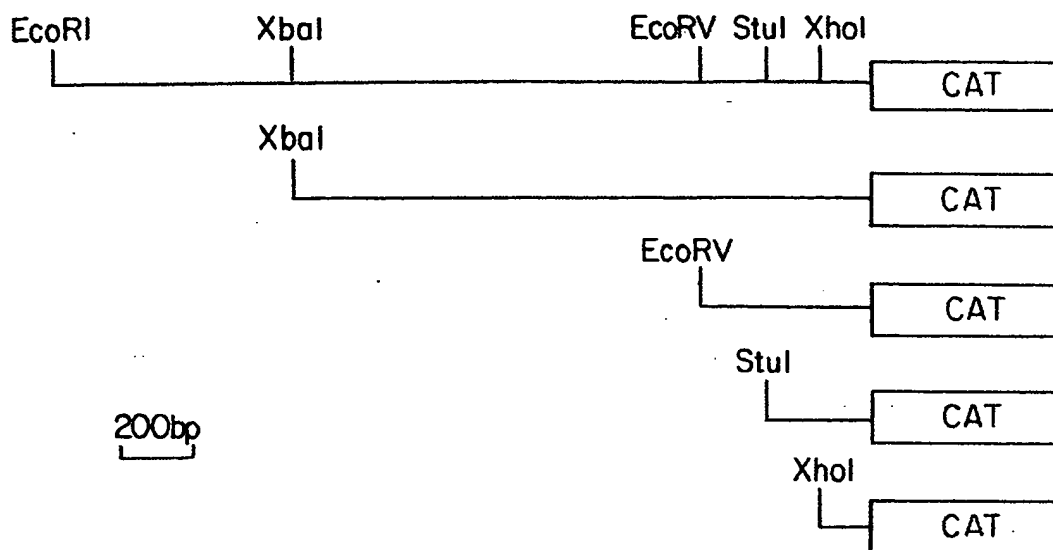 EcoRI XbaI EcoRV StuI XhoI
CAT
XbaI
CAT
EcoRV
CAT
StuI
CAT
200bp
XhoI
CAT